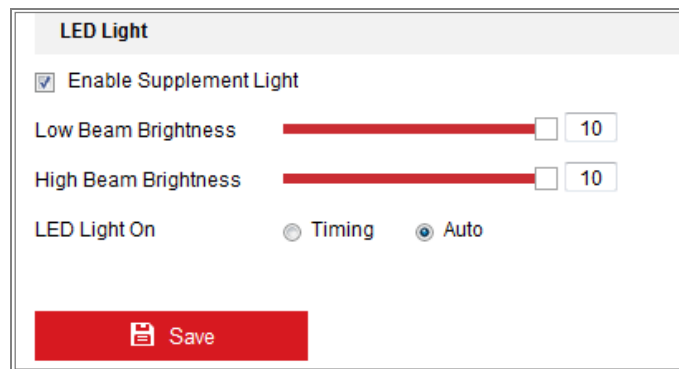 LED Light
Enable Supplement Light
Low Beam Brightness 10
High Beam Brightness 10
LED Light On Timing Auto
Save